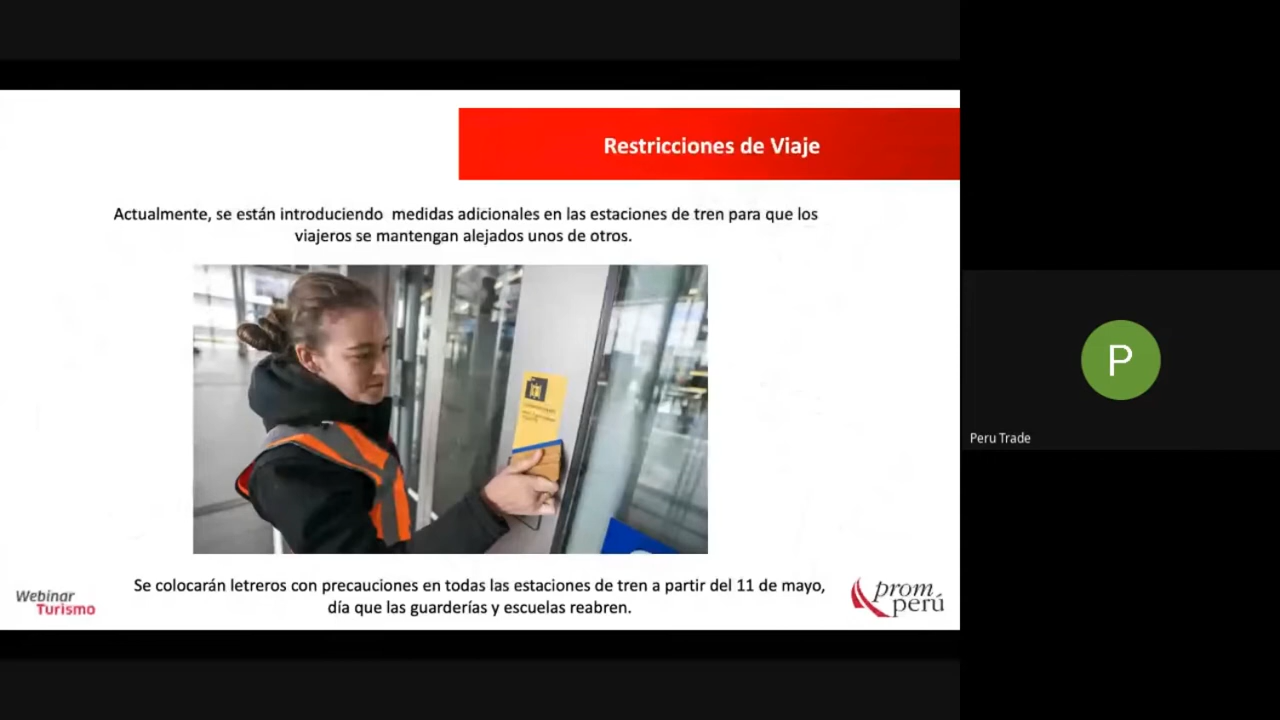 Restricciones de Viaje
Actualmente, se están introduciendo medidas adicionales en las estaciones de tren para que los
viajeros se mantengan alejados unos de otros.
Se colocarán letreros con precauciones en todas las estaciones de tren a partir del 11 de mayo,
día que las guarderías y escuelas reabren.
Webinar
Turismo
prom
perú
P
Peru Trade